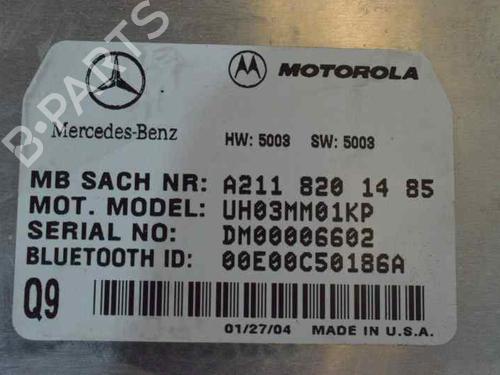 MOTOROLA
Mercedes-Benz
HW: 5003 SW: 5003
MB SACH NR: A211 820 14 85
MOT. MODEL: UH03MM01KP
SERIAL NO: DM00006602
BLUETOOTH ID: 00E00C50186A
Q9
01/27/04 MADE IN U.S.A.
B-PARTS